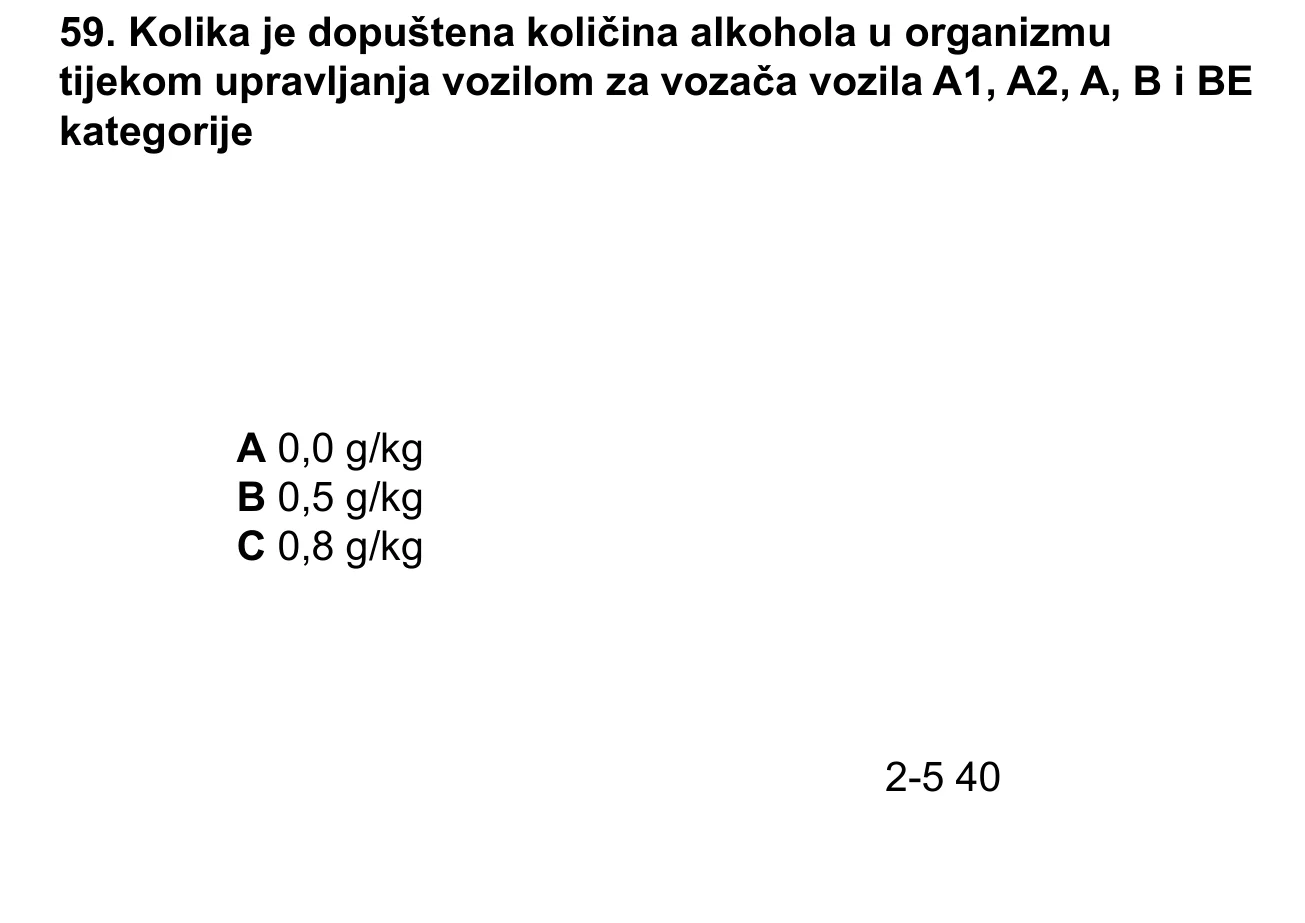 59. Kolika je dopuštena količina alkohola u organizmu
tijekom upravljanja vozilom za vozača vozila A1, A2, A, B i BE
kategorije
A 0,0 g/kg
B 0,5 g/kg
C 0,8 g/kg
2-5 40